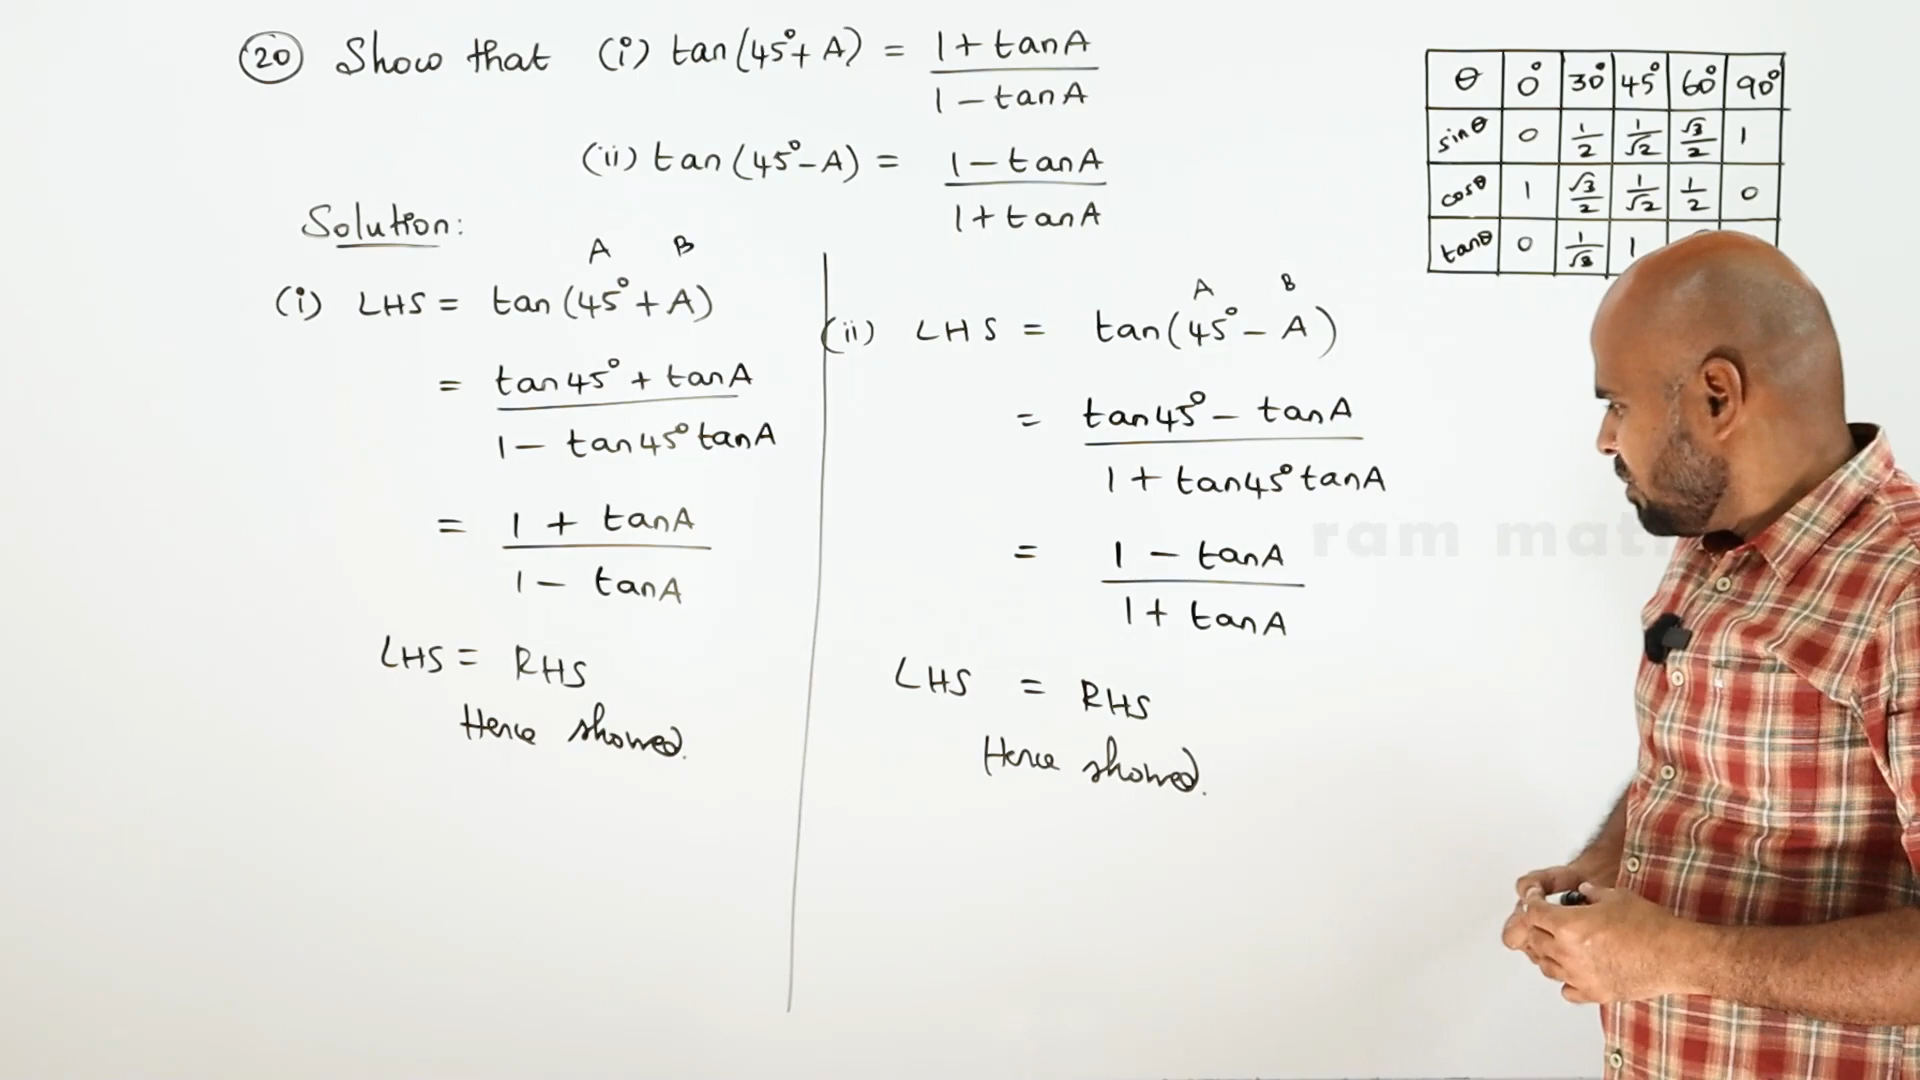 20 Show that (i) tan(45°+A) = 1+tanA
1-tanA
(ii) tan(45°-A) = 1-tanA
1+tanA
θ 0° 30° 45° 60° 90°
sinθ 0 1/2 1/√2 √3/2 1
cosθ 1 √3/2 1/√2 1/2 0
tanθ 0 1/√3 1
Solution:
A B
(i) LHS = tan(45°+A)
= tan45° + tanA
1 - tan45° tanA
= 1 + tanA
1 - tanA
LHS = RHS
Hence showed.
A B
(ii) LHS = tan(45°-A)
= tan45° - tanA
1 + tan45° tanA
= 1 - tanA
1 + tanA
LHS = RHS
Hence showed.
ram